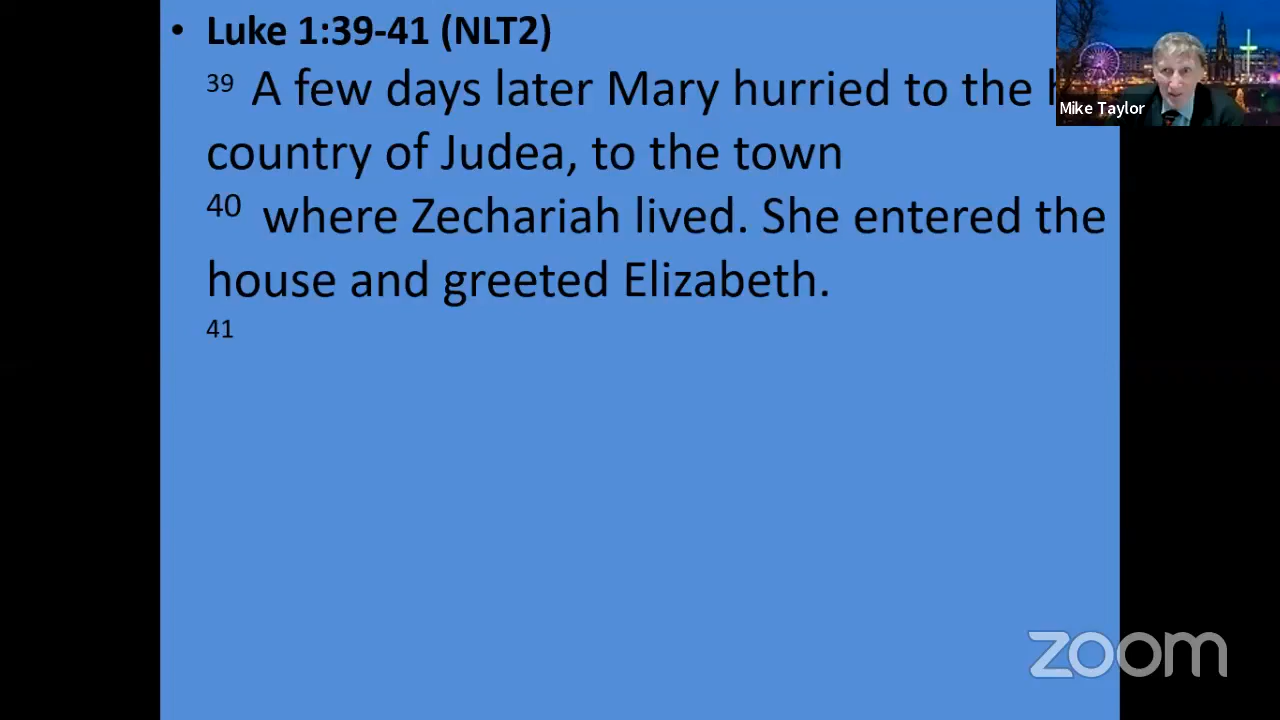 • Luke 1:39-41 (NLT2)
39 A few days later Mary hurried to the
country of Judea, to the town
40 where Zechariah lived. She entered the
house and greeted Elizabeth.
41
Mike Taylor
zoom